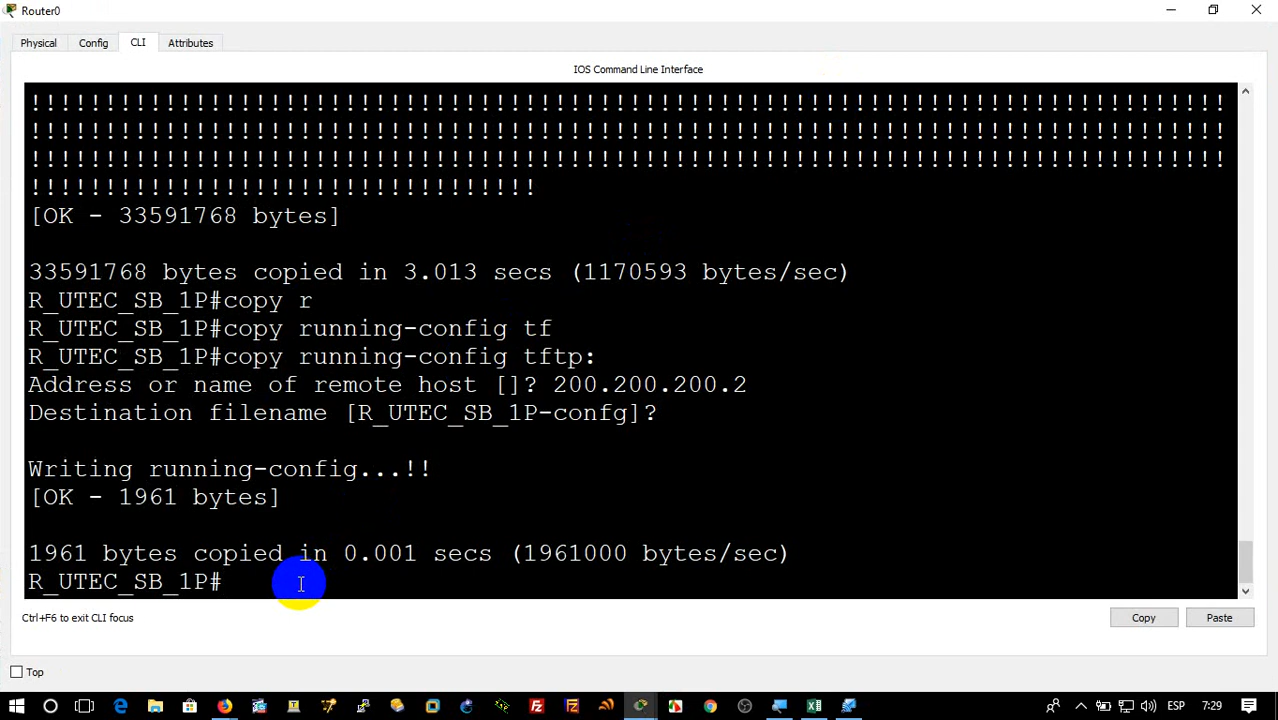 Router0
Physical Config CLI Attributes
IOS Command Line Interface
!!!!!!!!!!!!!!!!!!!!!!!!!!!!!!!!!!!!!!!!!!!!!!!!!!!!!!!!!!!!!!!!!!!!!!!!!!!!!!!!
!!!!!!!!!!!!!!!!!!!!!!!!!!!!!!!!!!!!!!!!!!!!!!!!!!!!!!!!!!!!!!!!!!!!!!!!!!!!!!!!
!!!!!!!!!!!!!!!!!!!!!!!!!!!!!!!!!!!!!!!!!!!!!!!!!!!!!!!!!!!!!!!!!!!!!!!!!!!!!!!!
!!!!!!!!!!!!!!!!!!!!!!!!!!!!!!!!!!
[OK - 33591768 bytes]
33591768 bytes copied in 3.013 secs (1170593 bytes/sec)
R_UTEC_SB_1P#copy r
R_UTEC_SB_1P#copy running-config tf
R_UTEC_SB_1P#copy running-config tftp:
Address or name of remote host []? 200.200.200.2
Destination filename [R_UTEC_SB_1P-confg]?
Writing running-config...!!
[OK - 1961 bytes]
1961 bytes copied in 0.001 secs (1961000 bytes/sec)
R_UTEC_SB_1P#
Ctrl+F6 to exit CLI focus
Copy Paste
Top
ESP 7:29